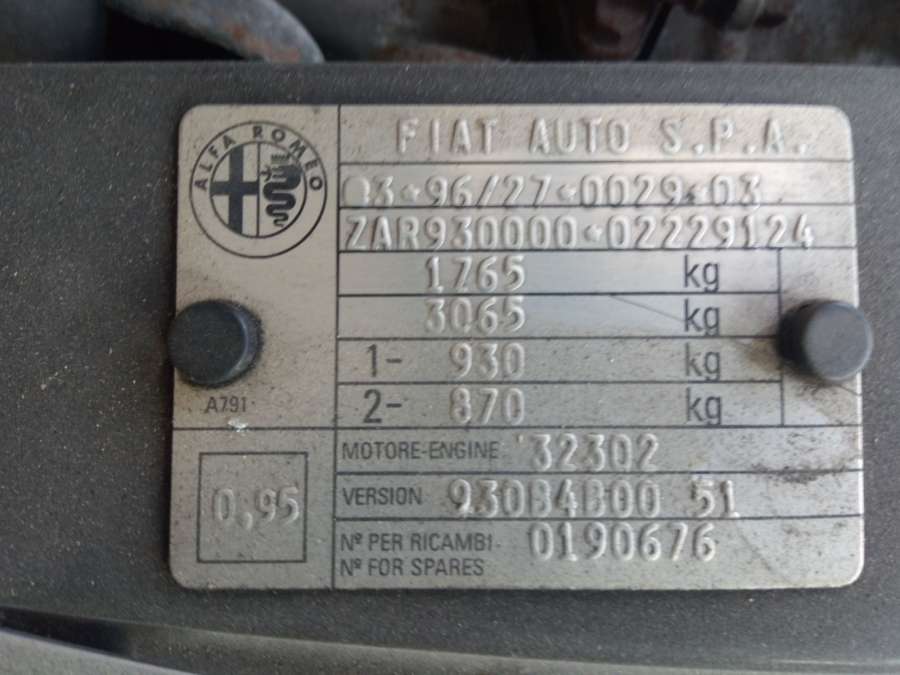 ALFA ROMEO
FIAT AUTO S.P.A.
3*96/27*0029*03
ZAR930000*02229124
1765 kg
3065 kg
1- 930 kg
2- 870 kg
A791
MOTORE-ENGINE 32302
0,95
VERSION 930B4B00 51
Nº PER RICAMBI 0190676
Nº FOR SPARES